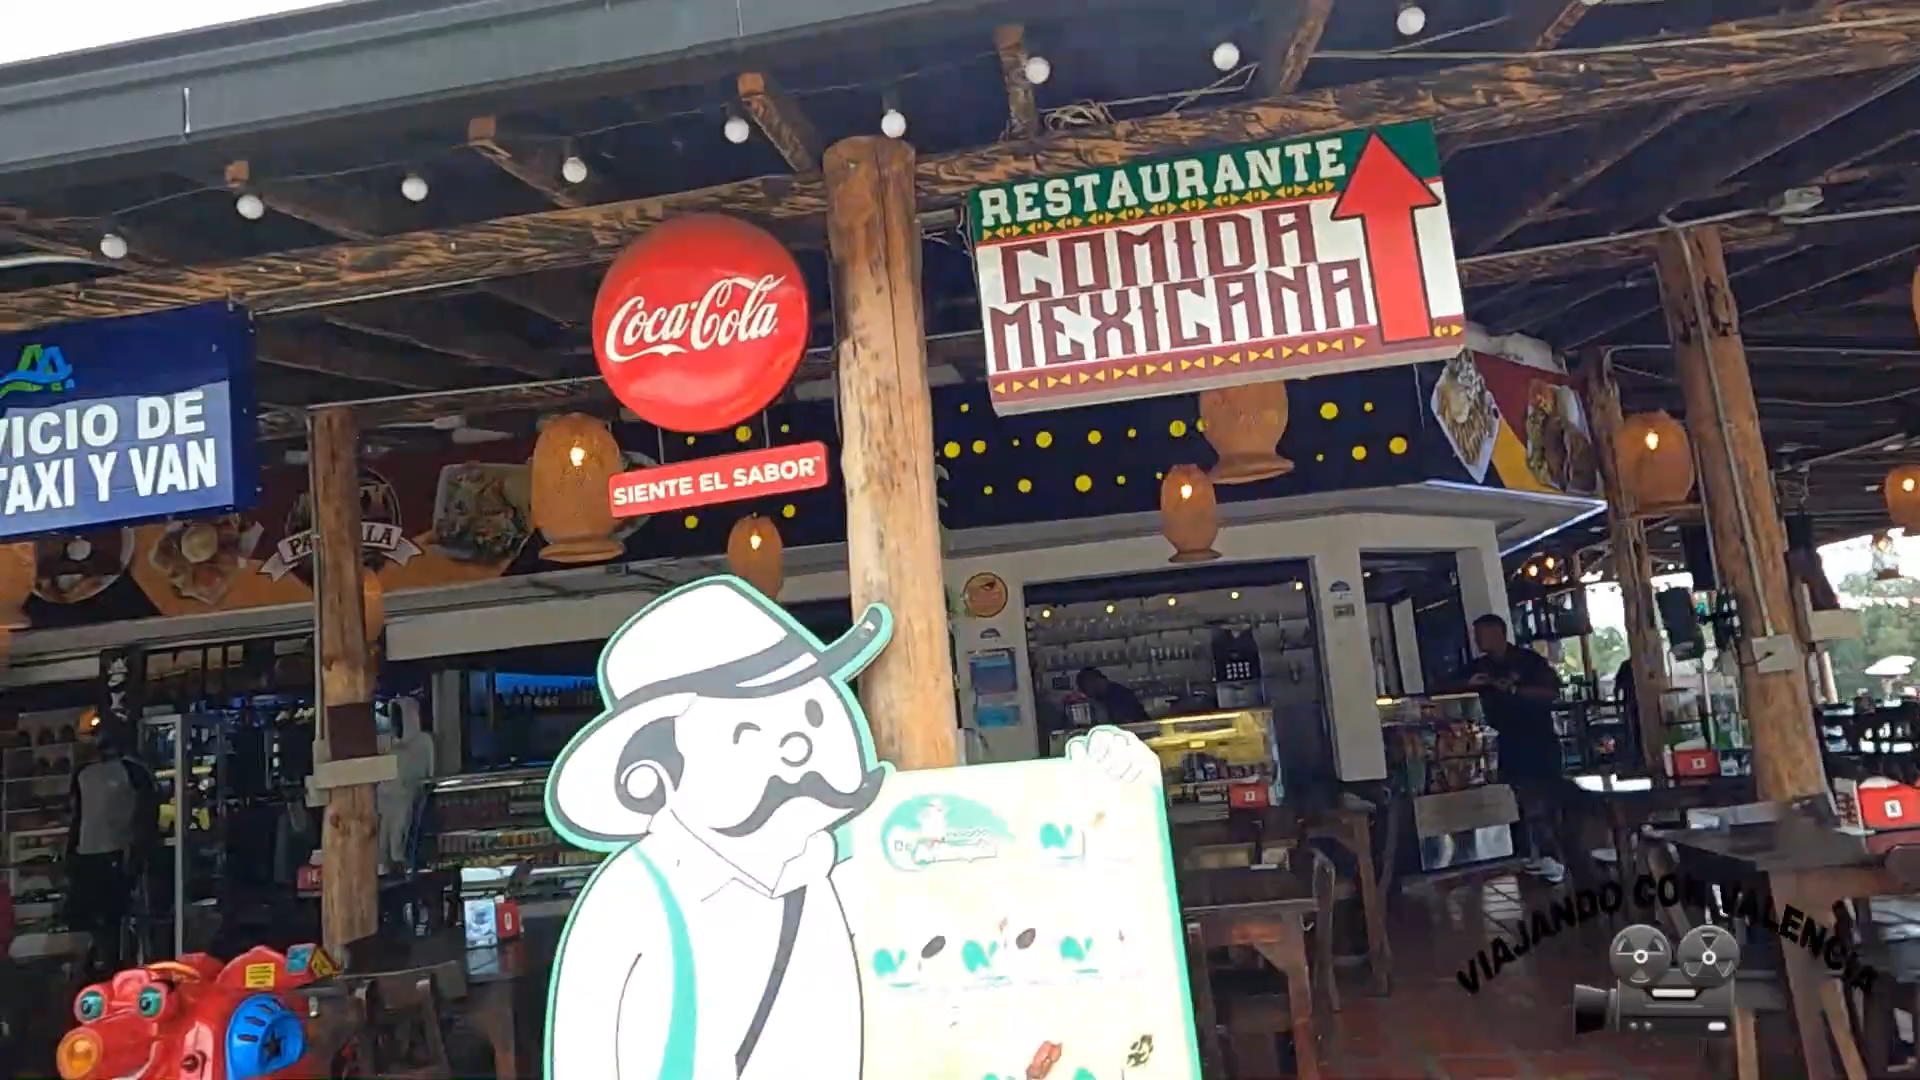 RESTAURANTE
COMIDA
MEXICANA
Coca-Cola
SIENTE EL SABOR
VICIO DE
TAXI Y VAN
VIAJANDO CON VALENCIA